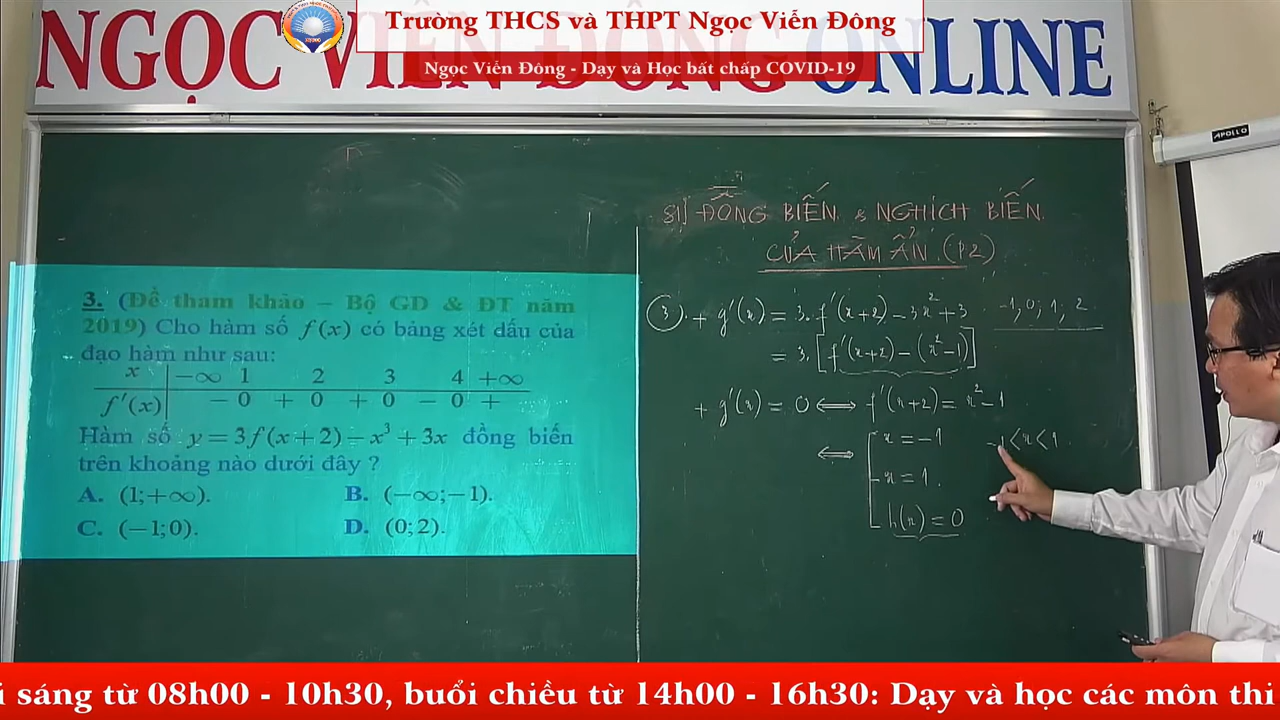 NGỌC VIỄN ĐÔNG ONLINE
Trường THCS và THPT Ngọc Viễn Đông
Ngọc Viễn Đông - Dạy và Học bất chấp COVID-19
APOLLO
3. (Đề tham khảo – Bộ GD & ĐT năm
2019) Cho hàm số f(x) có bảng xét dấu của
đạo hàm như sau:
x −∞ 1 2 3 4 +∞
f'(x) − 0 + 0 + 0 − 0 +
Hàm số y = 3f(x+2) − x³ + 3x đồng biến
trên khoảng nào dưới đây ?
A. (1;+∞). B. (−∞;−1).
C. (−1;0). D. (0;2).
ĐỒNG BIẾN & NGHỊCH BIẾN
CỦA HÀM ẨN. (P2)
3 + g'(x) = 3.f'(x+2) − 3x² + 3 -1, 0, 1, 2
= 3.[f'(x+2) − (x² − 1)]
+ g'(x) = 0 ⟺ f'(x+2) = x² − 1
⟺ x = −1 −1 < x < 1
x = 1.
h(x) = 0
i sáng từ 08h00 - 10h30, buổi chiều từ 14h00 - 16h30: Dạy và học các môn thi